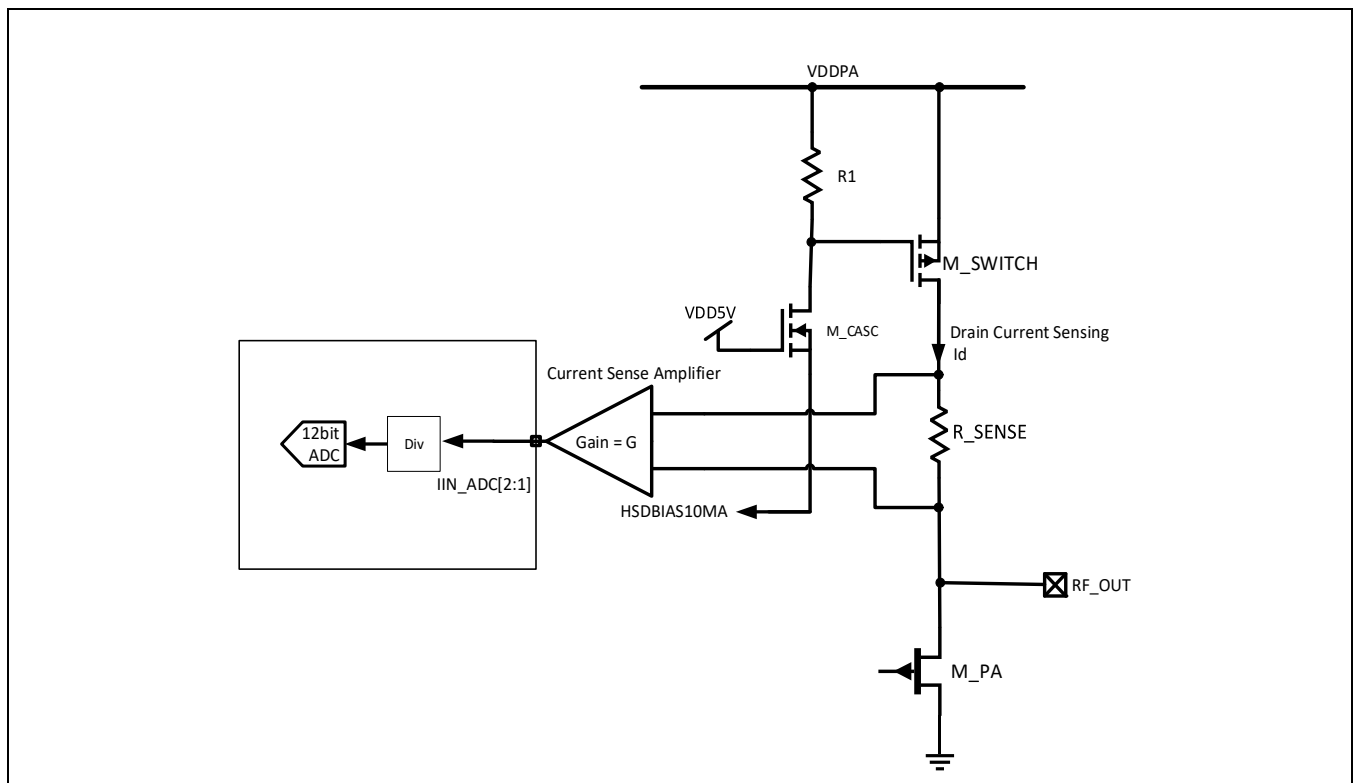 VDDPA
R1
M_SWITCH
VDD5V
M_CASC
Drain Current Sensing
Id
Current Sense Amplifier
12bit
ADC
Div
Gain = G
R_SENSE
IIN_ADC[2:1]
HSDBIAS10MA
RF_OUT
M_PA